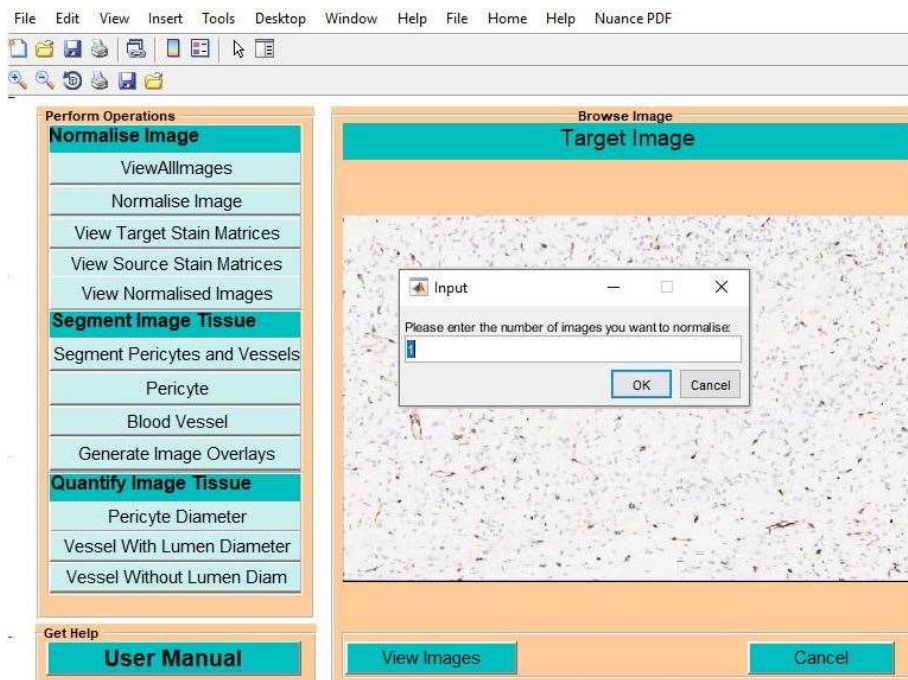 File Edit View Insert Tools Desktop Window Help File Home Help Nuance PDF
Perform Operations
Normalise Image
ViewAllImages
Normalise Image
View Target Stain Matrices
View Source Stain Matrices
View Normalised Images
Segment Image Tissue
Segment Pericytes and Vessels
Pericyte
Blood Vessel
Generate Image Overlays
Quantify Image Tissue
Pericyte Diameter
Vessel With Lumen Diameter
Vessel Without Lumen Diam
Get Help
User Manual
Browse Image
Target Image
Input
Please enter the number of images you want to normalise:
1
OK Cancel
View Images Cancel